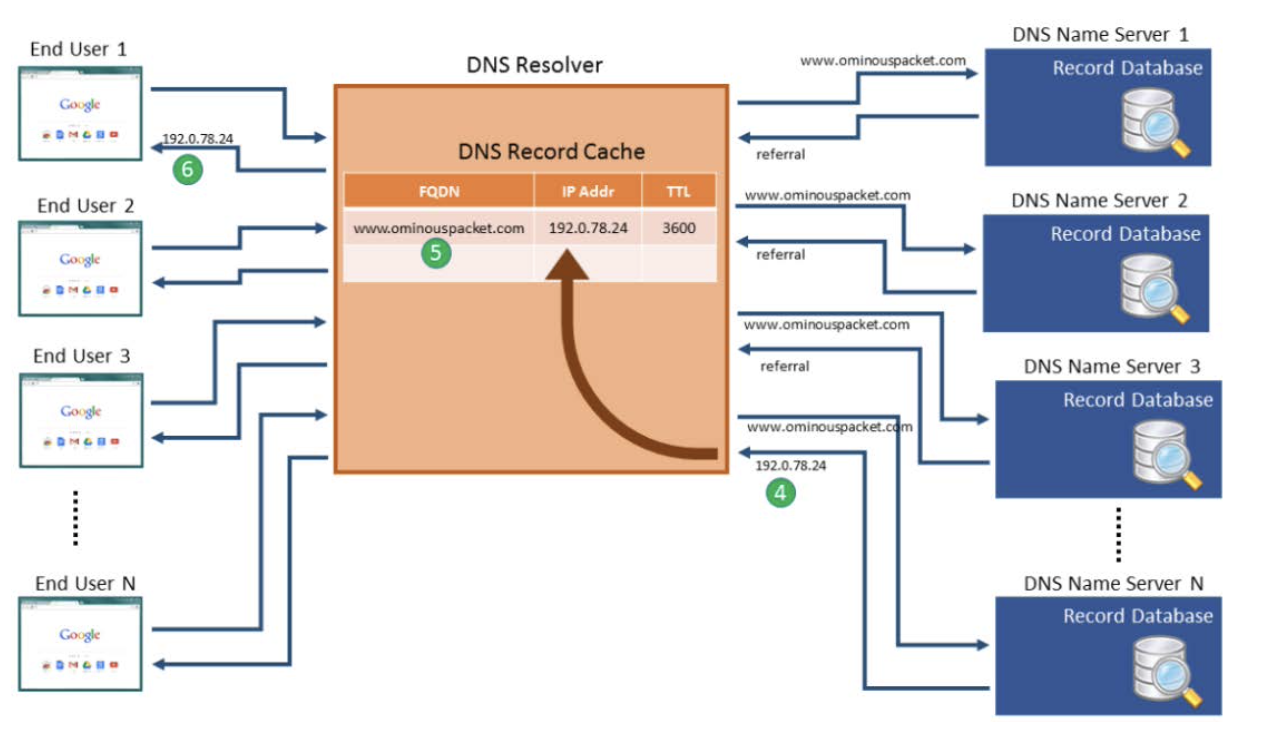 End User 1
Google
192.0.78.24
6
End User 2
Google
End User 3
Google
End User N
Google
DNS Resolver
DNS Record Cache
FQDN IP Addr TTL
www.ominouspacket.com 192.0.78.24 3600
5
www.ominouspacket.com
referral
www.ominouspacket.com
referral
www.ominouspacket.com
referral
www.ominouspacket.com
192.0.78.24
4
DNS Name Server 1
Record Database
DNS Name Server 2
Record Database
DNS Name Server 3
Record Database
DNS Name Server N
Record Database